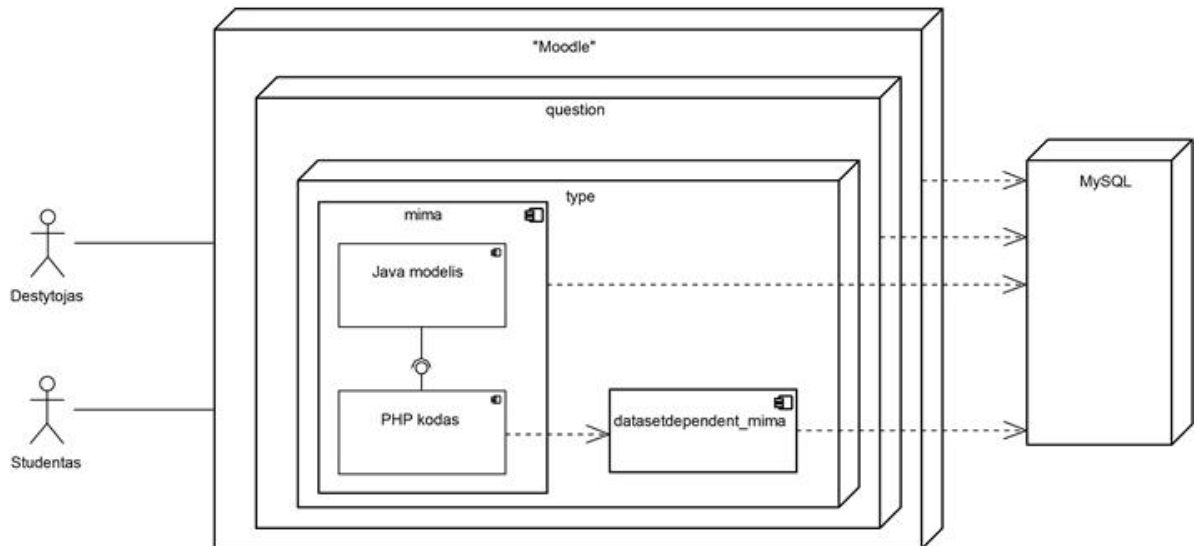 "Moodle"
question
type
MySQL
mima
Java modelis
Destytojas
PHP kodas
datasetdependent_mima
Studentas